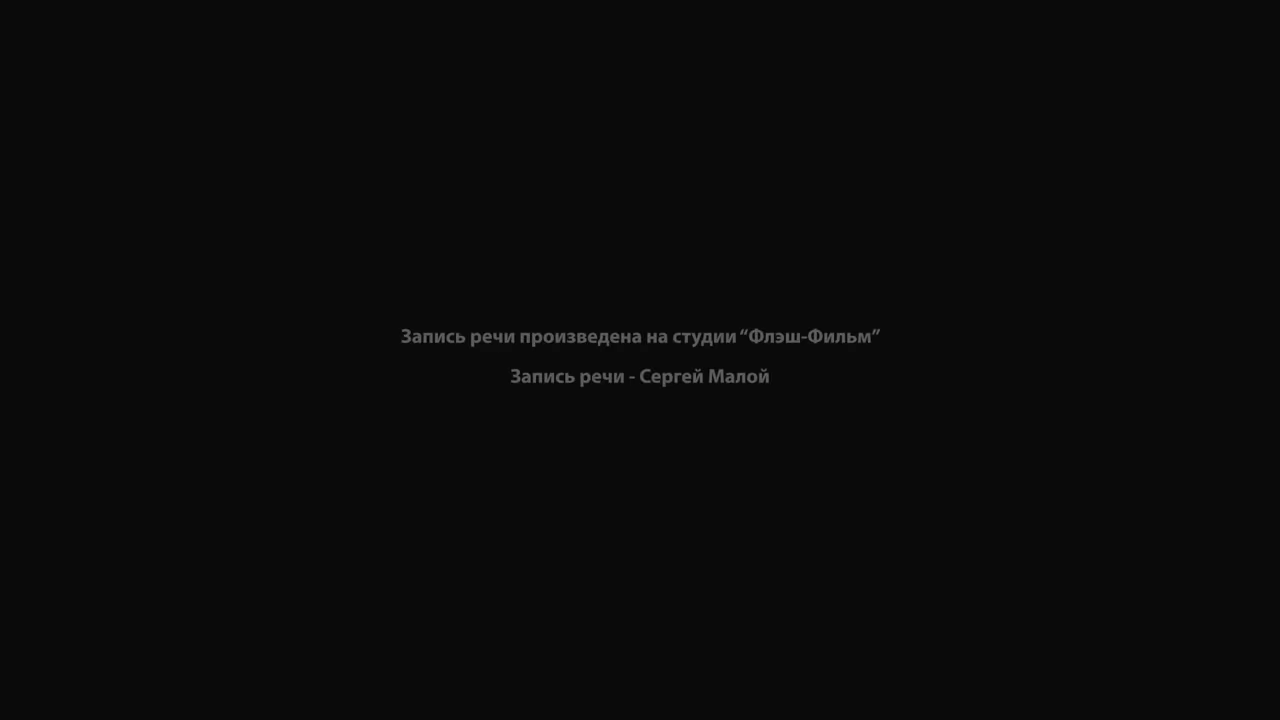 Запись речи произведена на студии “Флэш-Фильм”
Запись речи - Сергей Малой